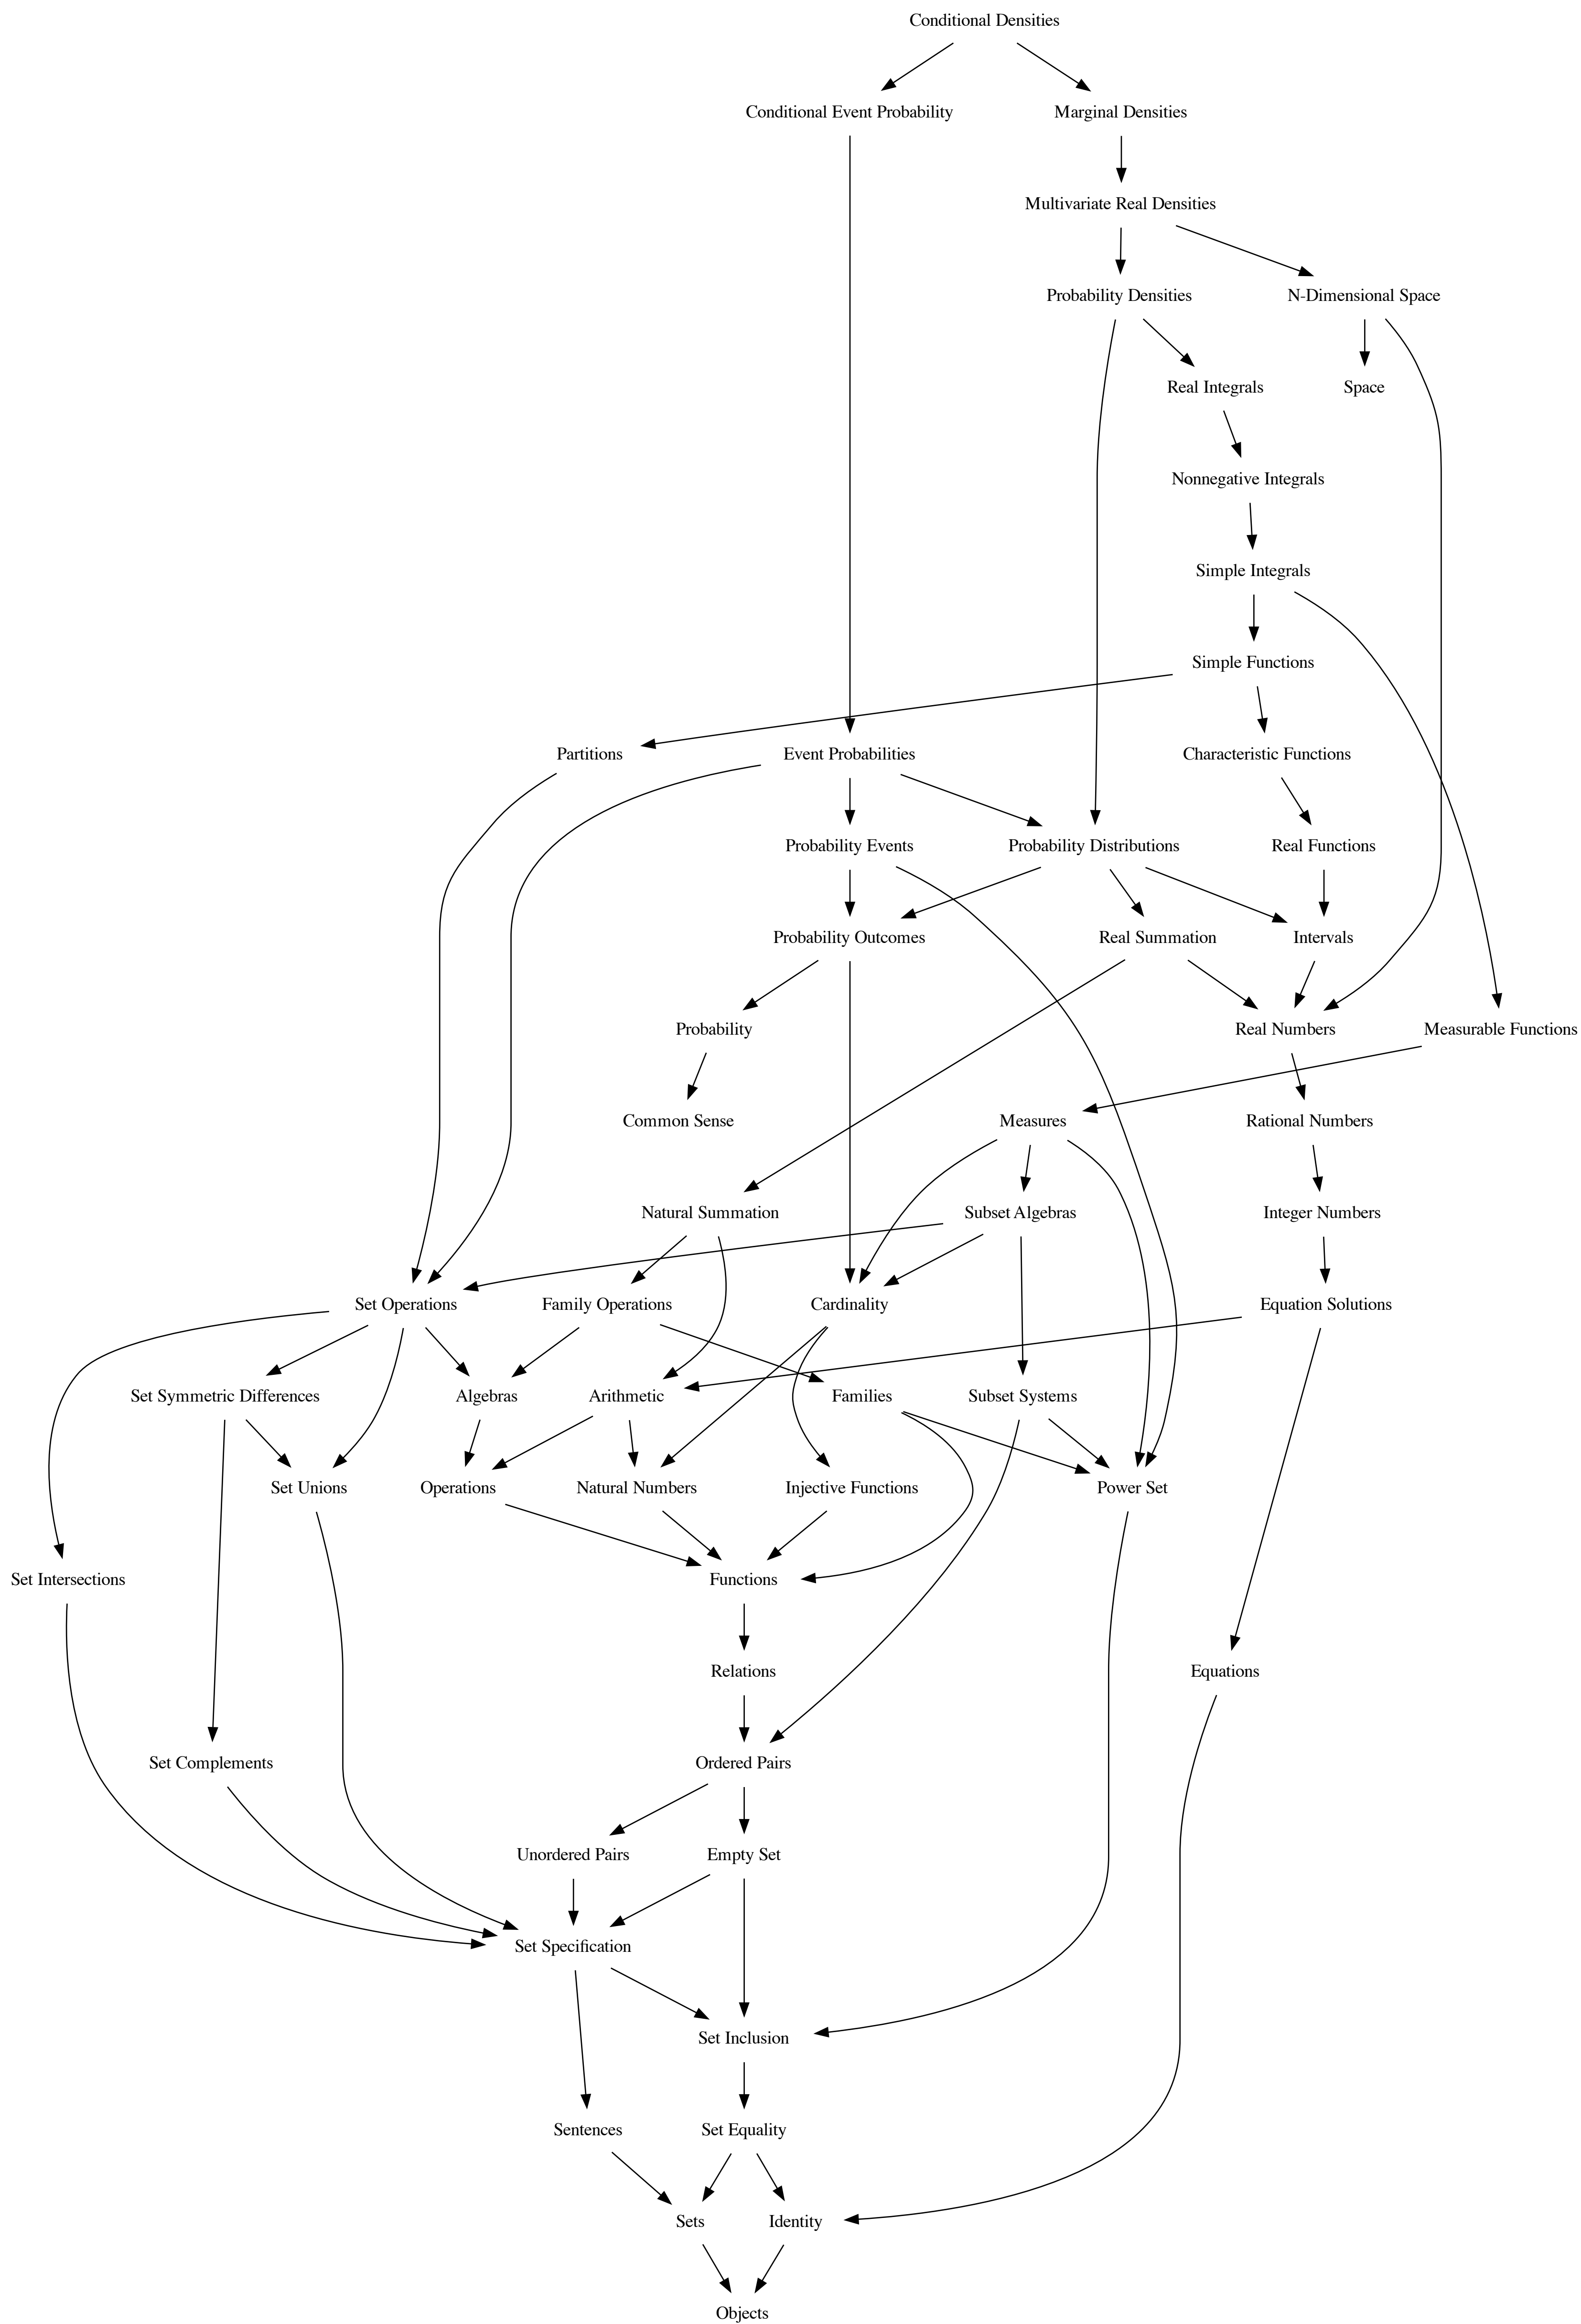 Conditional Densities
Conditional Event Probability
Marginal Densities
Multivariate Real Densities
Probability Densities
N-Dimensional Space
Real Integrals
Space
Nonnegative Integrals
Simple Integrals
Simple Functions
Partitions
Event Probabilities
Characteristic Functions
Probability Events
Probability Distributions
Real Functions
Probability Outcomes
Real Summation
Intervals
Probability
Real Numbers
Measurable Functions
Common Sense
Measures
Rational Numbers
Natural Summation
Subset Algebras
Integer Numbers
Set Operations
Family Operations
Cardinality
Equation Solutions
Set Symmetric Differences
Algebras
Arithmetic
Families
Subset Systems
Set Unions
Operations
Natural Numbers
Injective Functions
Power Set
Set Intersections
Functions
Relations
Equations
Set Complements
Ordered Pairs
Unordered Pairs
Empty Set
Set Specification
Set Inclusion
Sentences
Set Equality
Sets
Identity
Objects